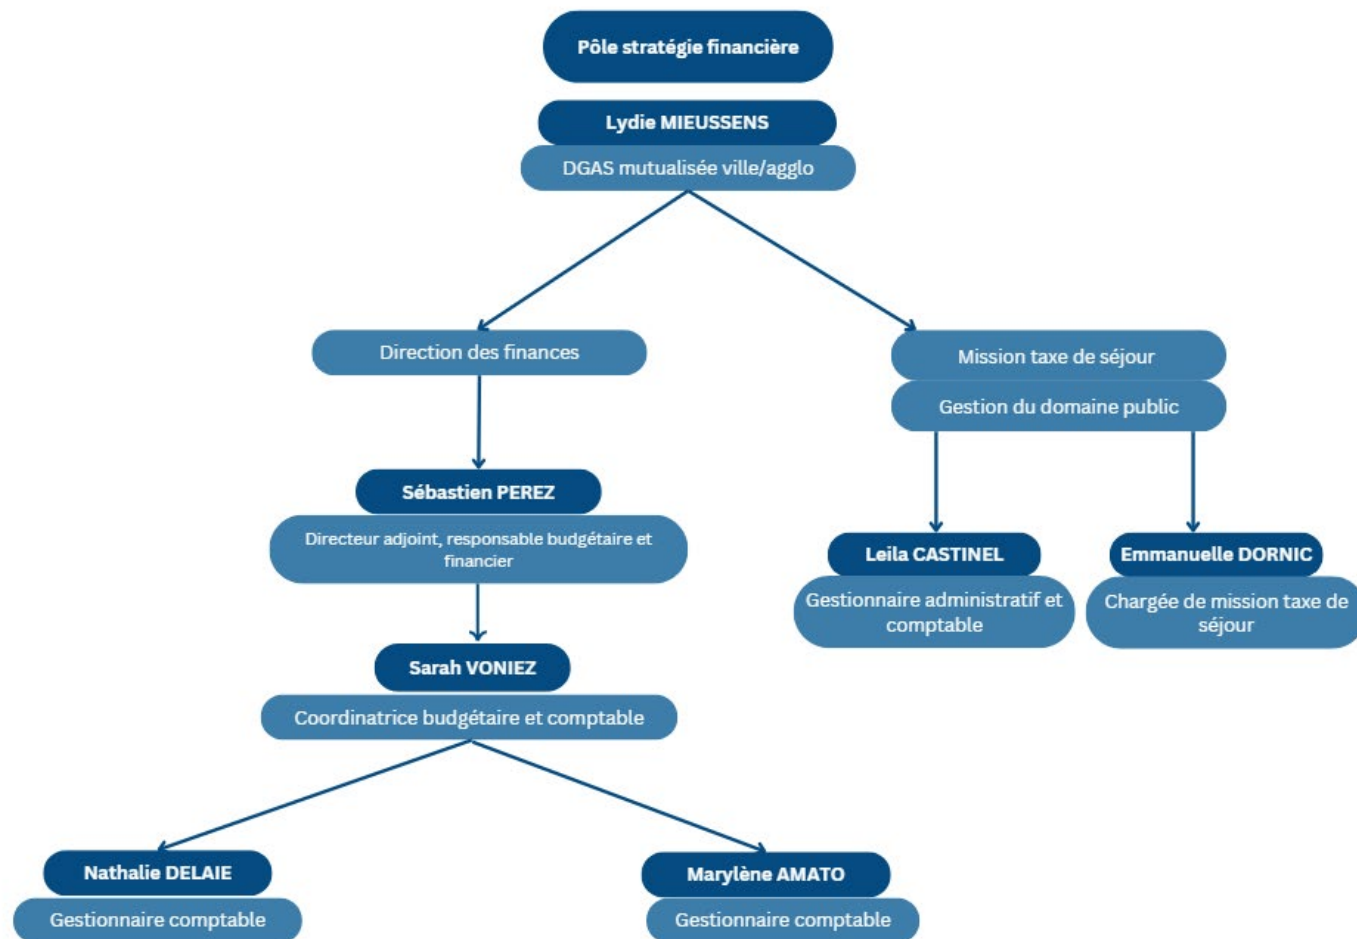 Pôle stratégie financière
Lydie MIEUSSENS
DGAS mutualisée ville/agglo
Direction des finances
Mission taxe de séjour
Gestion du domaine public
Sébastien PEREZ
Directeur adjoint, responsable budgétaire et
financier
Leila CASTINEL
Gestionnaire administratif et
comptable
Emmanuelle DORNIC
Chargée de mission taxe de
séjour
Sarah VONIEZ
Coordinatrice budgétaire et comptable
Nathalie DELAIE
Gestionnaire comptable
Marylène AMATO
Gestionnaire comptable